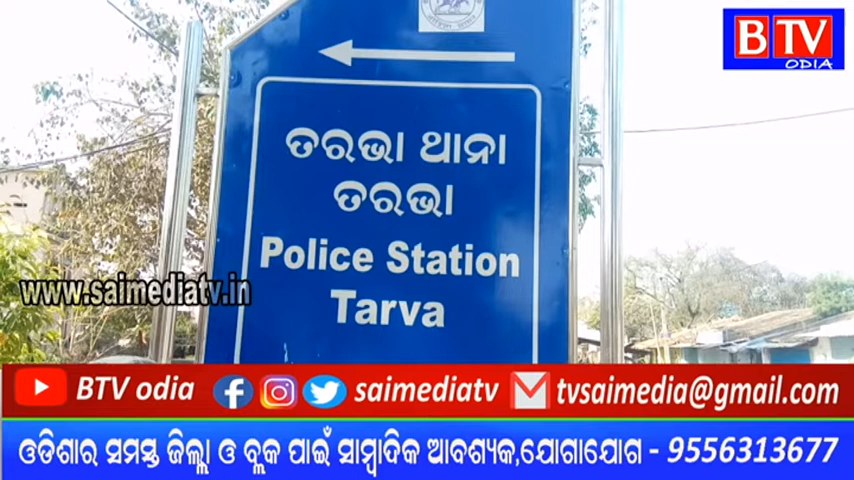 BTV
ODIA
ତରଭା ଥାନା
ତରଭା
Police Station
Tarva
www.saimediatv.in
BTV odia saimediatv tvsaimedia@gmail.com
ଓଡିଶାର ସମସ୍ତ ଜିଲ୍ଲା ଓ ବ୍ଲକ ପାଇଁ ସାମ୍ବାଦିକ ଆବଶ୍ୟକ,ଯୋଗାଯୋଗ - 9556313677